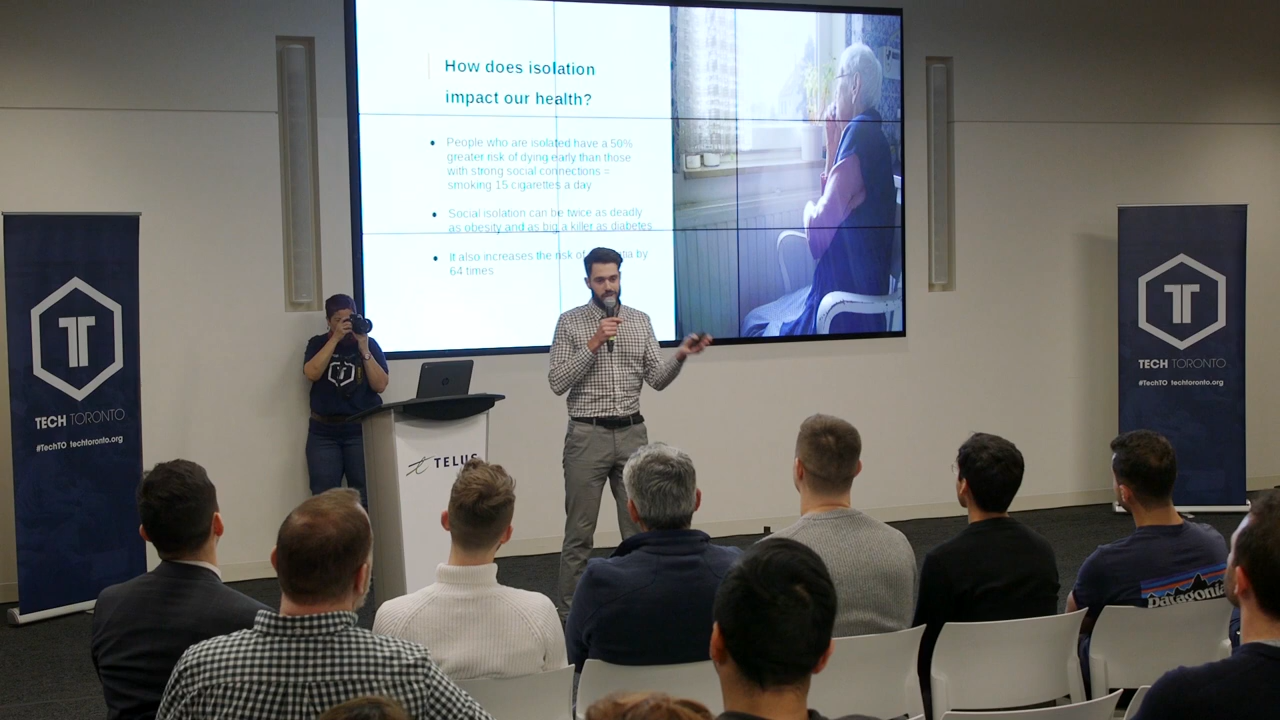 How does isolation
impact our health?
People who are isolated have a 50%
greater risk of dying early than those
with strong social connections =
smoking 15 cigarettes a day
Social isolation can be twice as deadly
as obesity and as big a killer as diabetes
It also increases the risk of tia by
64 times
TECH TORONTO
#TechTO techtoronto.org
TELUS
TECH TORONTO
#TechTO techtoronto.org
patagonia